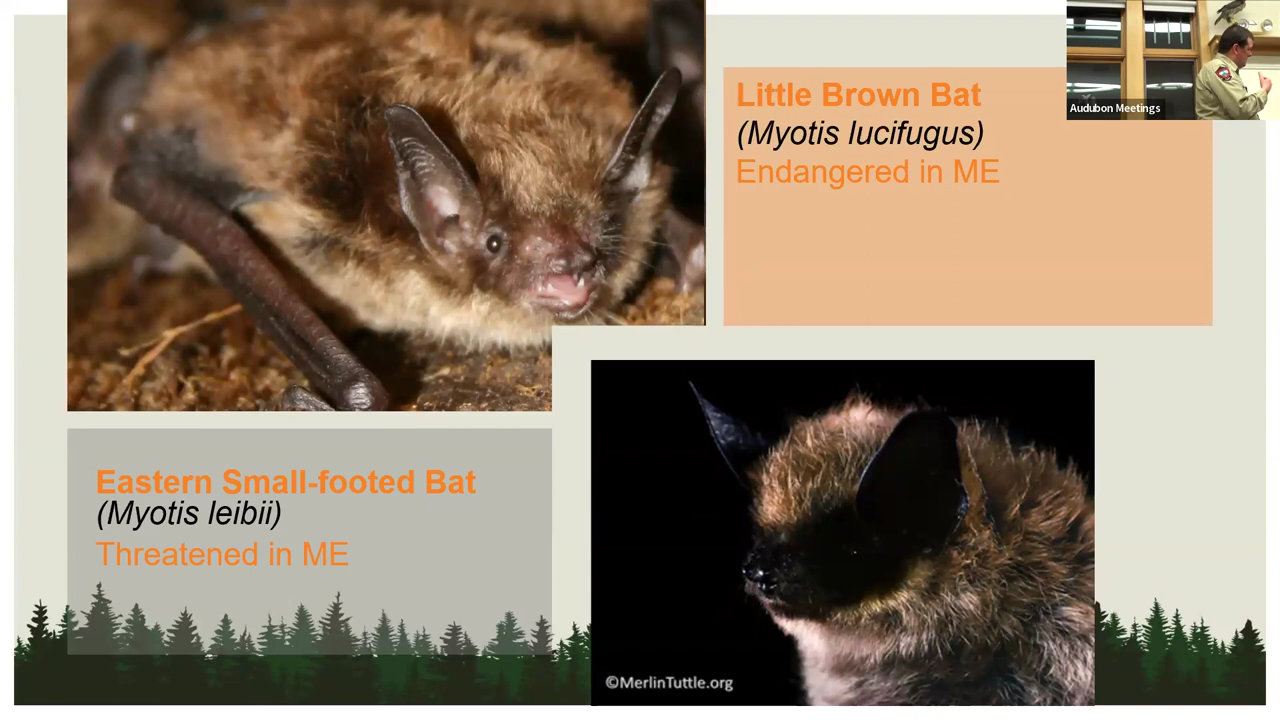 Little Brown Bat
(Myotis lucifugus)
Endangered in ME
Audubon Meetings
Eastern Small-footed Bat
(Myotis leibii)
Threatened in ME
©MerlinTuttle.org